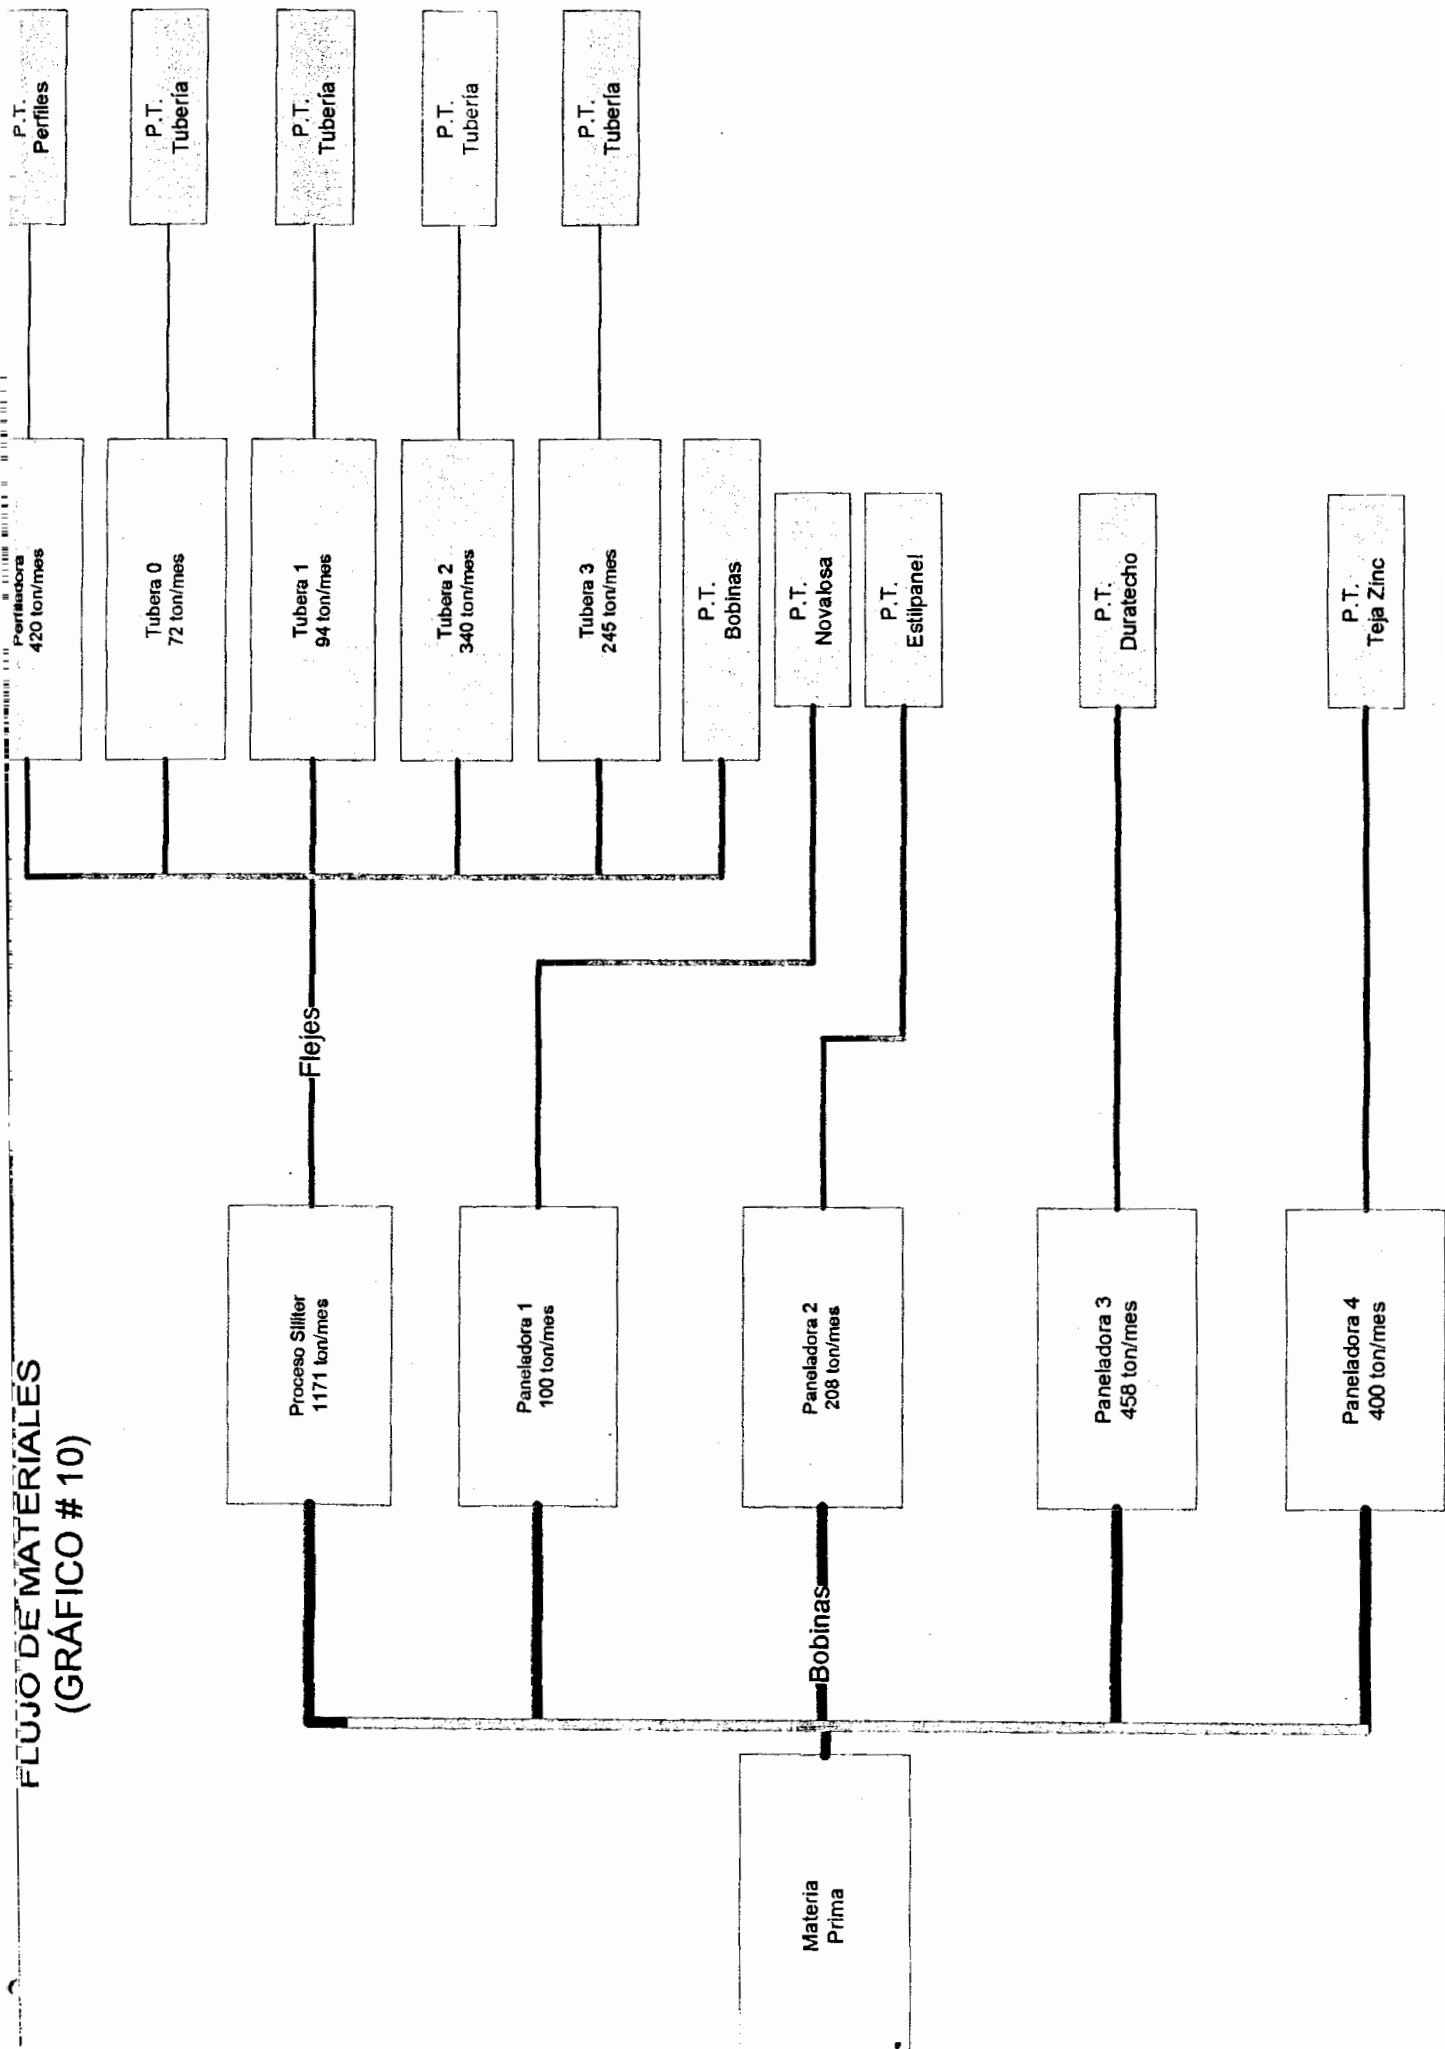 FLUJO DE MATERIALES
(GRÁFICO # 10)
Materia
Prima
Bobinas
Proceso Sliliter
1171 ton/mes
Paneladora 1
100 ton/mes
Paneladora 2
208 ton/mes
Paneladora 3
458 ton/mes
Paneladora 4
400 ton/mes
Flejes
Perfiladora
420 ton/mes
Tubera 0
72 ton/mes
Tubera 1
94 ton/mes
Tubera 2
340 ton/mes
Tubera 3
245 ton/mes
P.T.
Bobinas
P.T.
Novalosa
P.T.
Estilpanel
P.T.
Duratecho
P.T.
Teja Zinc
P.T.
Perfiles
P.T.
Tubería
P.T.
Tubería
P.T.
Tubería
P.T.
Tubería